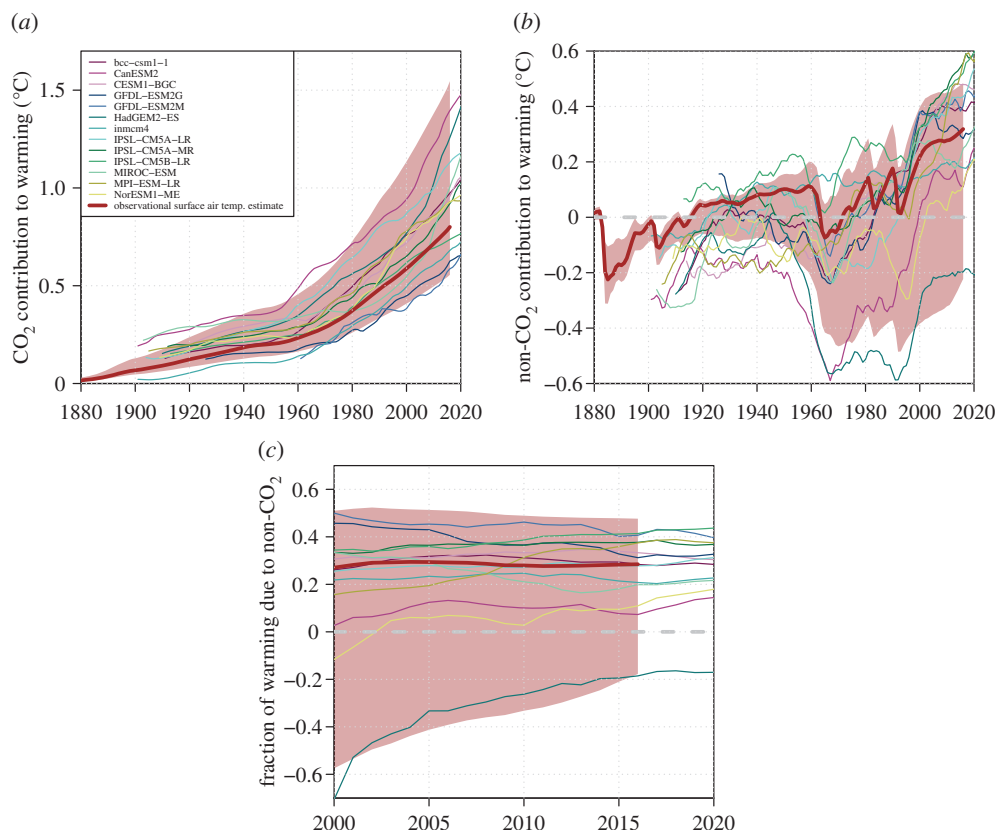 (a)
CO2 contribution to warming (°C)
1.5
1.0
0.5
0
1880 1900 1920 1940 1960 1980 2000 2020
bcc−csm1−1
CanESM2
CESM1−BGC
GFDL−ESM2G
GFDL−ESM2M
HadGEM2−ES
inmcm4
IPSL−CM5A−LR
IPSL−CM5A−MR
IPSL−CM5B−LR
MIROC−ESM
MPI−ESM−LR
NorESM1−ME
observational surface air temp. estimate
(b)
non-CO2 contribution to warming (°C)
0.6
0.4
0.2
0
−0.2
−0.4
−0.6
1880 1900 1920 1940 1960 1980 2000 2020
(c)
fraction of warming due to non-CO2
0.6
0.4
0.2
0
−0.2
−0.4
−0.6
2000 2005 2010 2015 2020